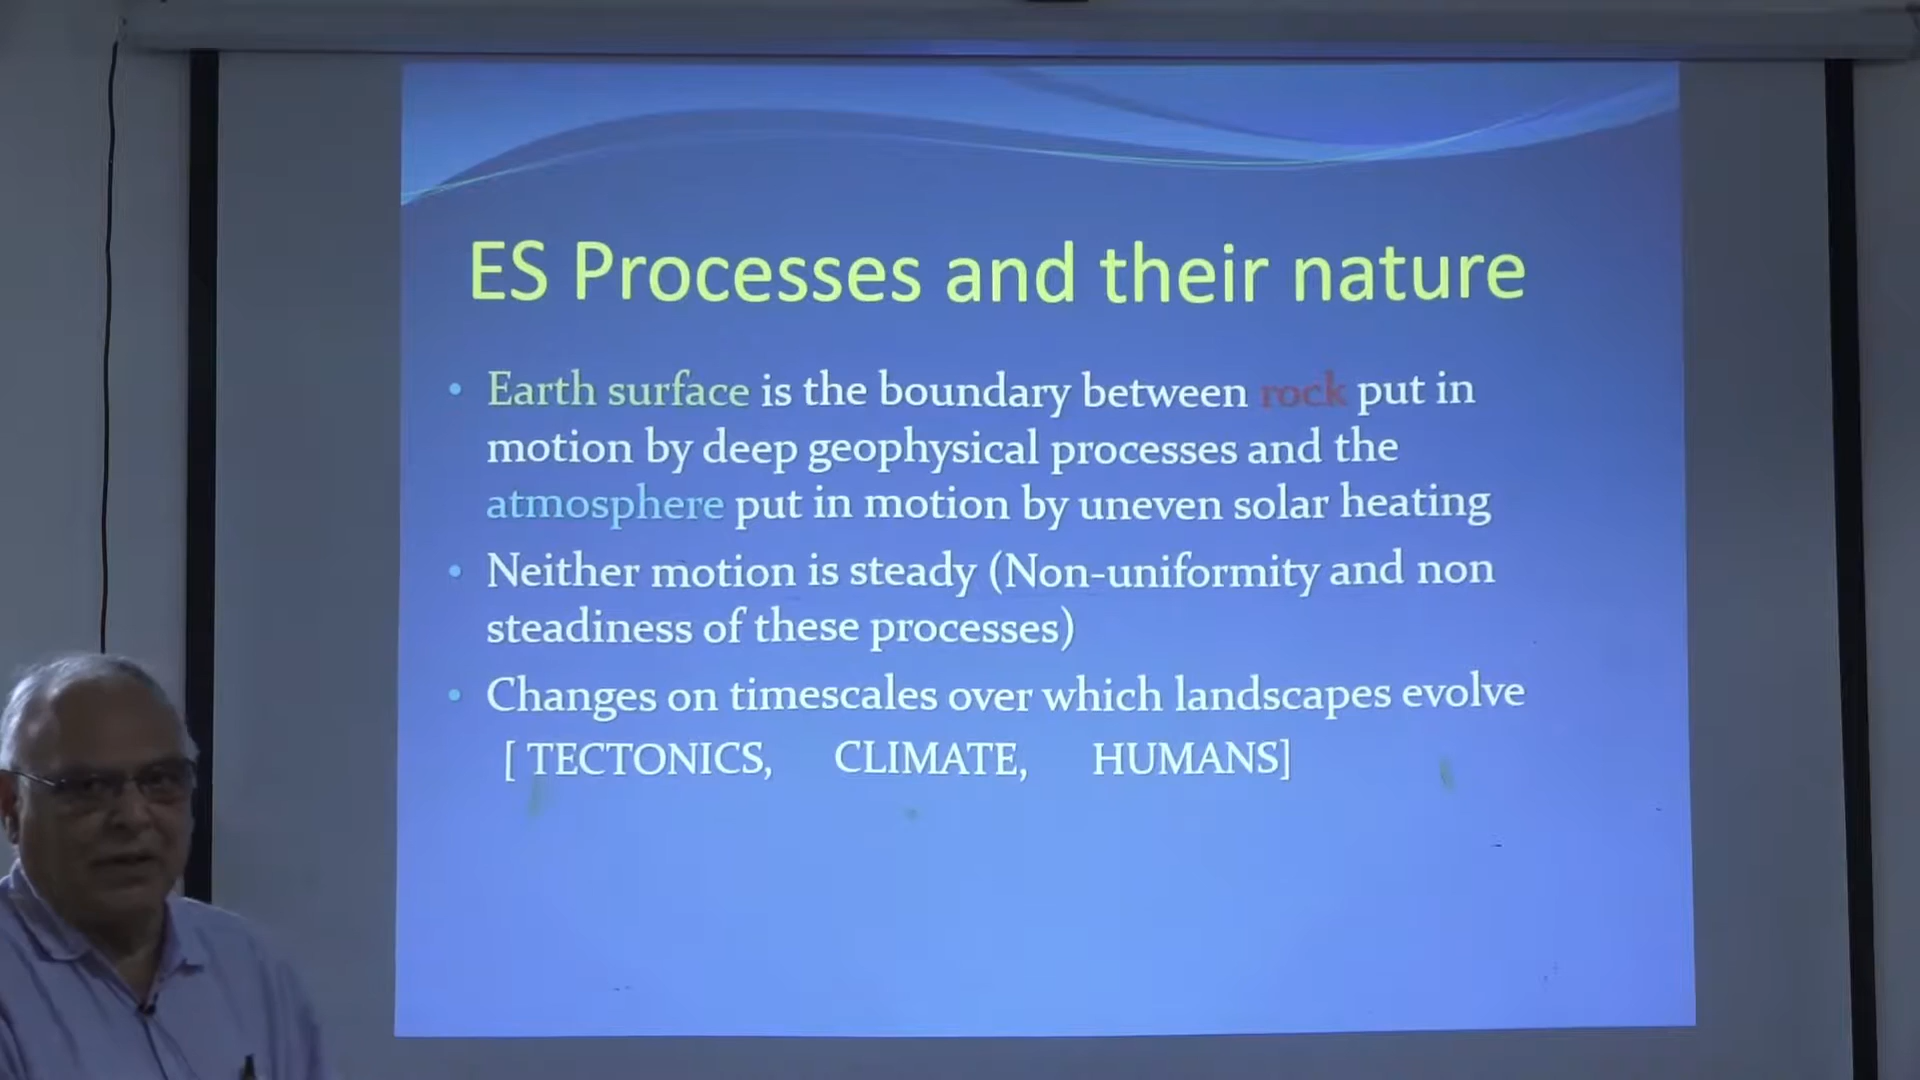 ES Processes and their nature
• Earth surface is the boundary between rock put in
motion by deep geophysical processes and the
atmosphere put in motion by uneven solar heating
• Neither motion is steady (Non-uniformity and non
steadiness of these processes)
• Changes on timescales over which landscapes evolve
[ TECTONICS, CLIMATE, HUMANS]